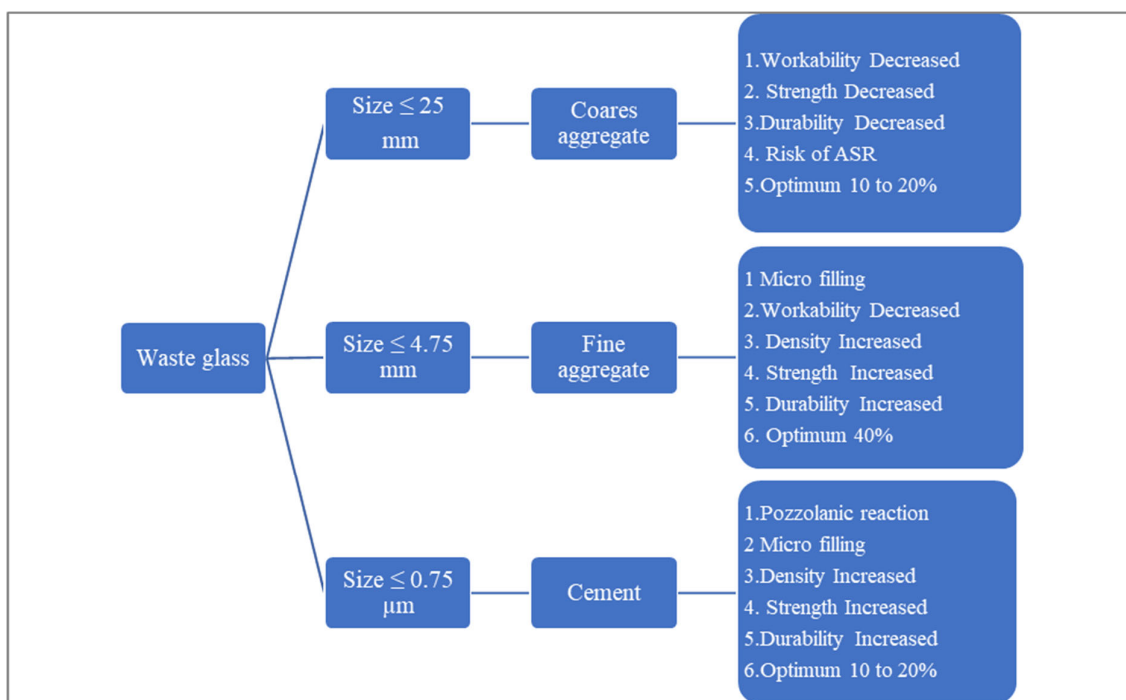 Waste glass
Size ≤ 25
mm
Coares
aggregate
1.Workability Decreased
2. Strength Decreased
3.Durability Decreased
4. Risk of ASR
5.Optimum 10 to 20%
Size ≤ 4.75
mm
Fine
aggregate
1 Micro filling
2.Workability Decreased
3. Density Increased
4. Strength Increased
5. Durability Increased
6. Optimum 40%
Size ≤ 0.75
μm
Cement
1.Pozzolanic reaction
2 Micro filling
3.Density Increased
4. Strength Increased
5.Durability Increased
6.Optimum 10 to 20%